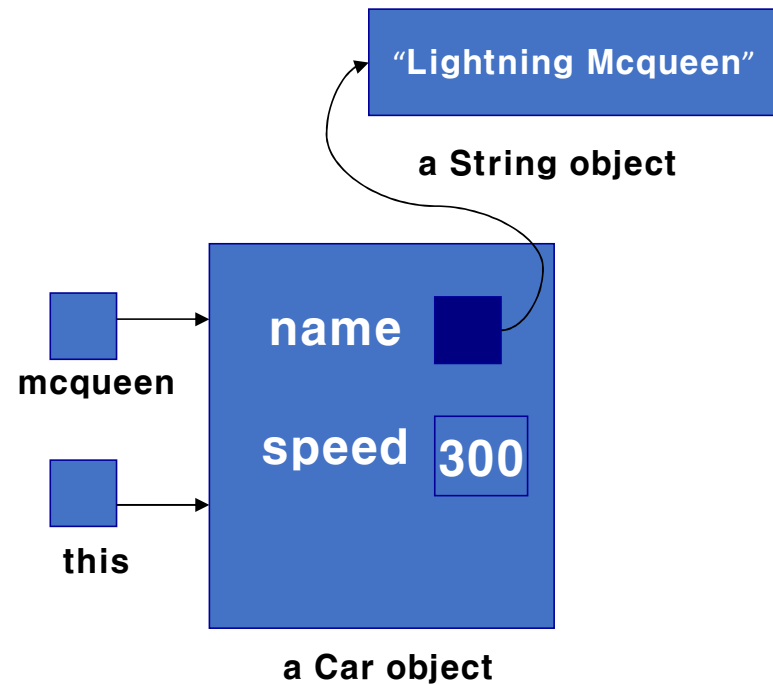 “Lightning Mcqueen”
a String object
name
mcqueen
speed 300
this
a Car object